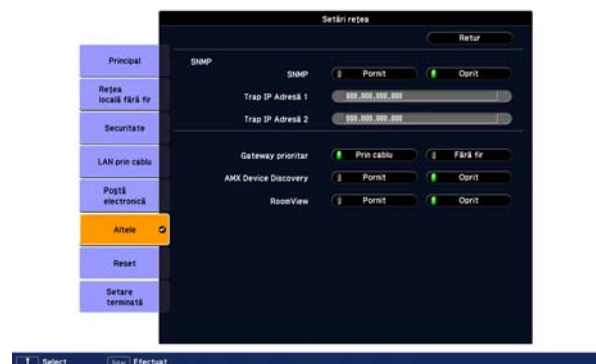 Setări rețea
Retur
Principal
Rețea
locală fără fir
Securitate
LAN prin cablu
Poștă
electronică
Altele
Reset
Setare
terminată
SNMP
SNMP Pornit Oprit
Trap IP Adresă 1
Trap IP Adresă 2
Gateway prioritar Prin cablu Fără fir
AMX Device Discovery Pornit Oprit
RoomView Pornit Oprit
Select Enter Efectuat